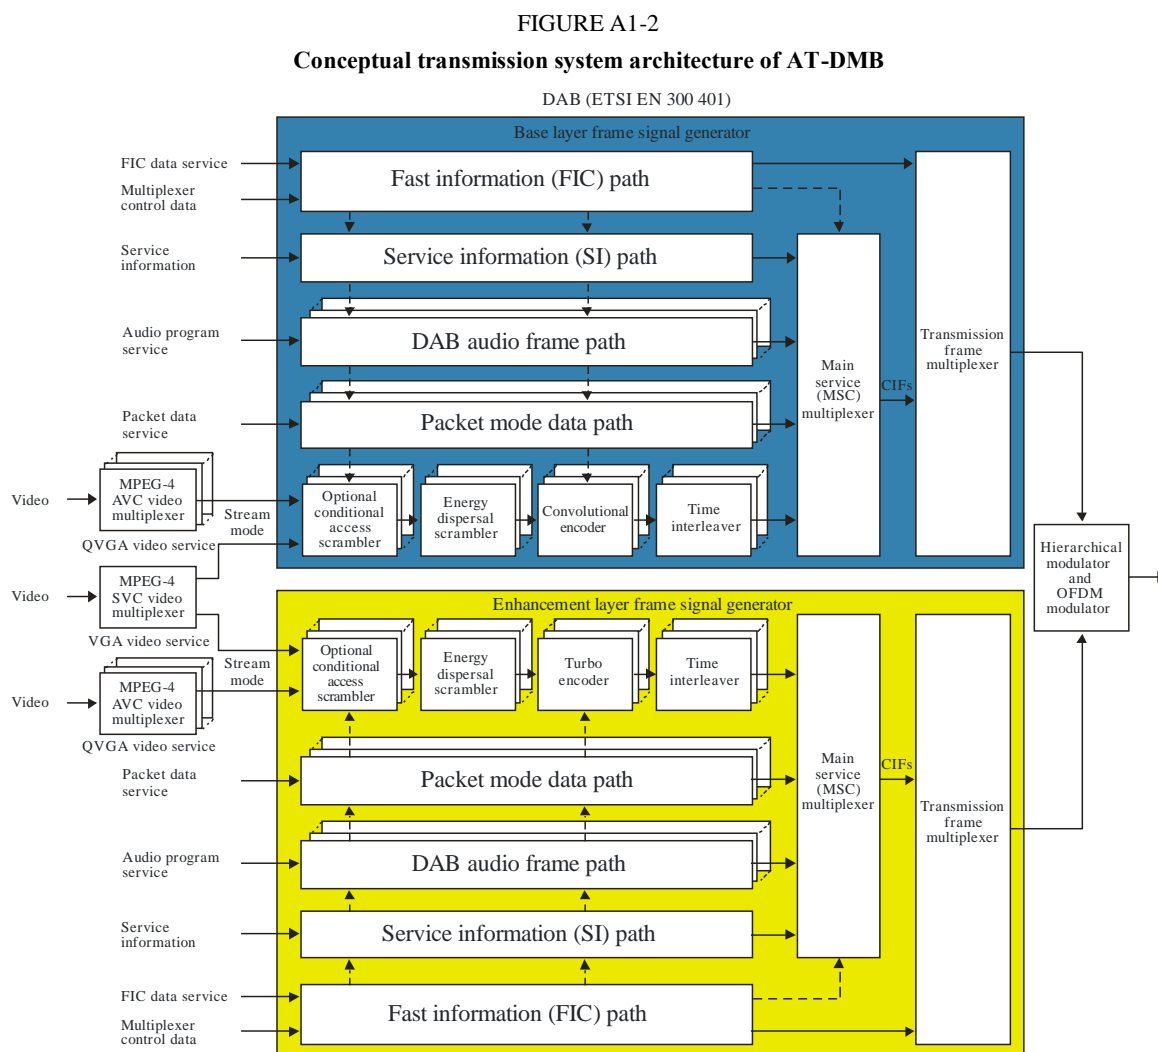 FIGURE A1-2
Conceptual transmission system architecture of AT-DMB
DAB (ETSI EN 300 401)
Base layer frame signal generator
FIC data service
Multiplexer
control data
Fast information (FIC) path
Service
information
Service information (SI) path
Audio program
service
DAB audio frame path
Packet data
service
Packet mode data path
Main
service
(MSC)
multiplexer
CIFs
Transmission
frame
multiplexer
Video
MPEG-4
AVC video
multiplexer
Stream
mode
QVGA video service
Optional
conditional
access
scrambler
Energy
dispersal
scrambler
Convolutional
encoder
Time
interleaver
Video
MPEG-4
SVC video
multiplexer
VGA video service
Hierarchical
modulator
and
OFDM
modulator
Enhancement layer frame signal generator
Video
MPEG-4
AVC video
multiplexer
Stream
mode
QVGA video service
Optional
conditional
access
scrambler
Energy
dispersal
scrambler
Turbo
encoder
Time
interleaver
Packet data
service
Packet mode data path
Main
service
(MSC)
multiplexer
CIFs
Transmission
frame
multiplexer
Audio program
service
DAB audio frame path
Service
information
Service information (SI) path
FIC data service
Multiplexer
control data
Fast information (FIC) path